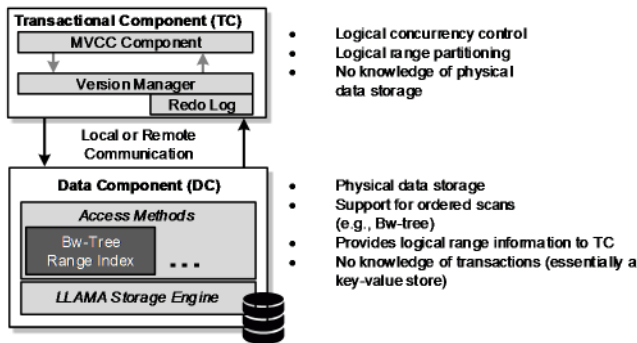 Transactional Component (TC)
MVCC Component
Version Manager
Redo Log
• Logical concurrency control
• Logical range partitioning
• No knowledge of physical
data storage
Local or Remote
Communication
Data Component (DC)
Access Methods
Bw-Tree
Range Index
...
LLAMA Storage Engine
• Physical data storage
• Support for ordered scans
(e.g., Bw-tree)
• Provides logical range information to TC
• No knowledge of transactions (essentially a
key-value store)